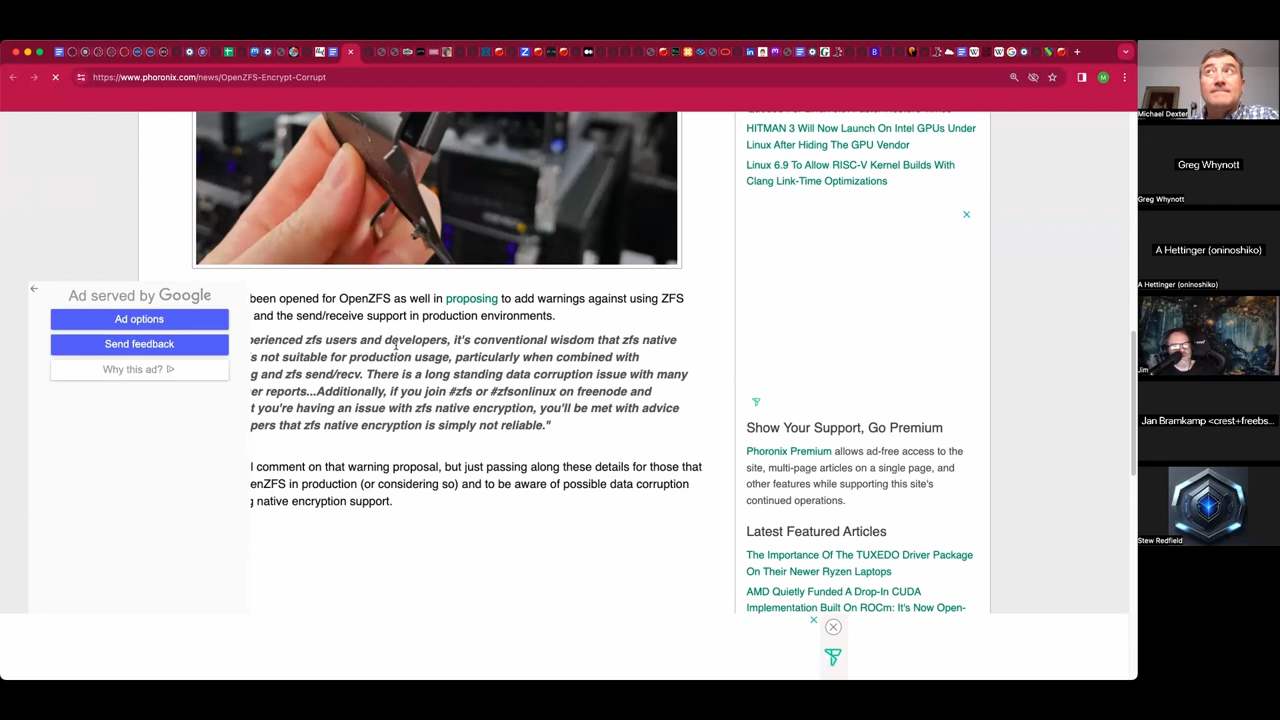 https://www.phoronix.com/news/OpenZFS-Encrypt-Corrupt
HITMAN 3 Will Now Launch On Intel GPUs Under
Linux After Hiding The GPU Vendor
Linux 6.9 To Allow RISC-V Kernel Builds With
Clang Link-Time Optimizations
Ad served by Google
Ad options
Send feedback
Why this ad?
been opened for OpenZFS as well in proposing to add warnings against using ZFS
and the send/receive support in production environments.
perienced zfs users and developers, it's conventional wisdom that zfs native
s not suitable for production usage, particularly when combined with
g and zfs send/recv. There is a long standing data corruption issue with many
er reports...Additionally, if you join #zfs or #zfsonlinux on freenode and
t you're having an issue with zfs native encryption, you'll be met with advice
pers that zfs native encryption is simply not reliable."
l comment on that warning proposal, but just passing along these details for those that
enZFS in production (or considering so) and to be aware of possible data corruption
g native encryption support.
Show Your Support, Go Premium
Phoronix Premium allows ad-free access to the
site, multi-page articles on a single page, and
other features while supporting this site's
continued operations.
Latest Featured Articles
The Importance Of The TUXEDO Driver Package
On Their Newer Ryzen Laptops
AMD Quietly Funded A Drop-In CUDA
Implementation Built On ROCm: It's Now Open-
Michael Dexter
Greg Whynott
Greg Whynott
A Hettinger (oninoshiko)
A Hettinger (oninoshiko)
Jim
Jan Bramkamp <crest+freebs...
Stew Redfield